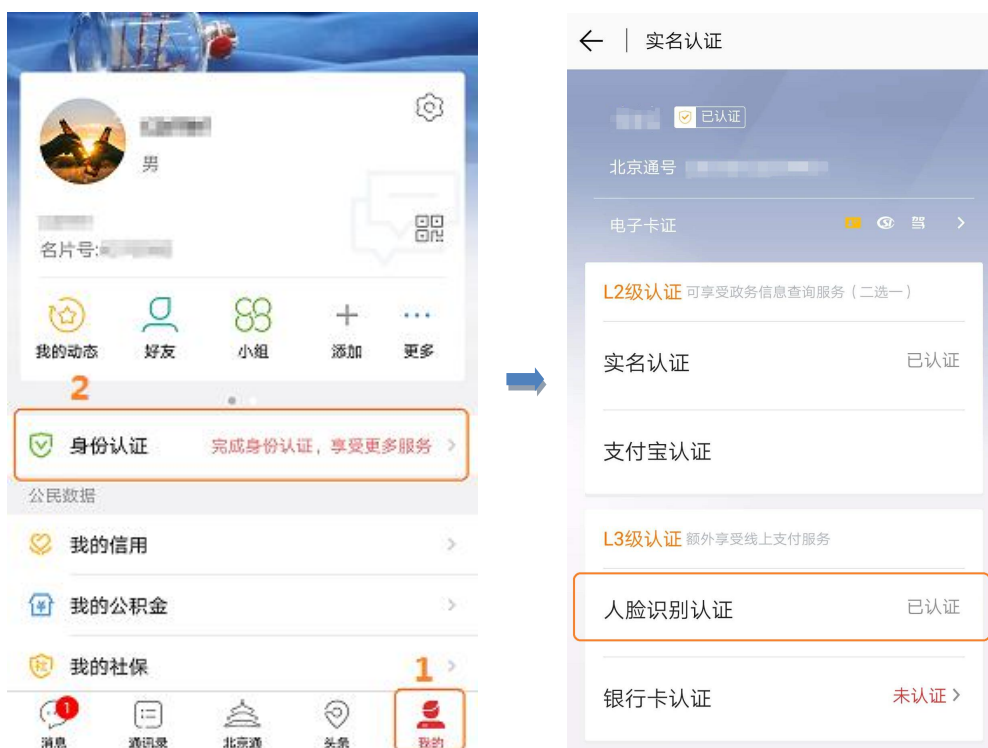 男
名片号:
我的动态 好友 小组 添加 更多
2
身份认证 完成身份认证，享受更多服务
公民数据
我的信用
我的公积金
我的社保
1
1
消息 通讯录 北京通 头条 我的
实名认证
已认证
北京通号
电子卡证 驾
L2级认证 可享受政务信息查询服务（二选一）
实名认证 已认证
支付宝认证
L3级认证 额外享受线上支付服务
人脸识别认证 已认证
银行卡认证 未认证